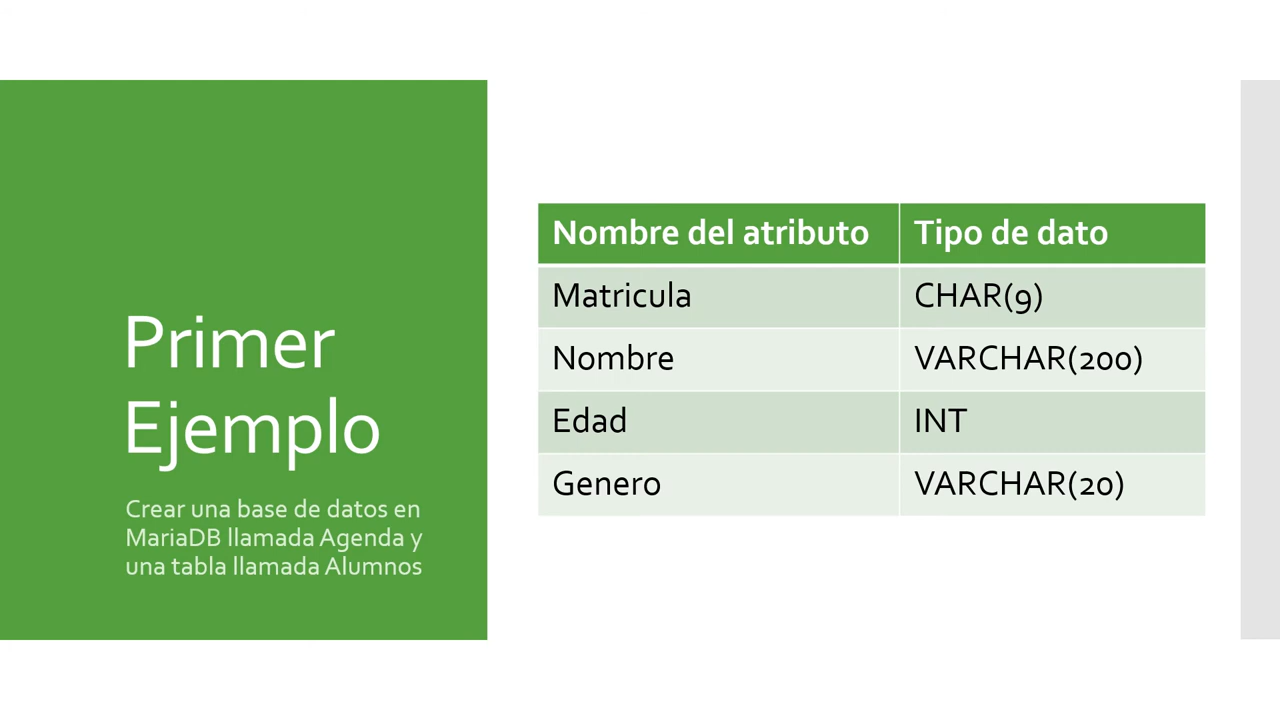 Primer
Ejemplo
Crear una base de datos en
MariaDB llamada Agenda y
una tabla llamada Alumnos
Nombre del atributo Tipo de dato
Matricula CHAR(9)
Nombre VARCHAR(200)
Edad INT
Genero VARCHAR(20)